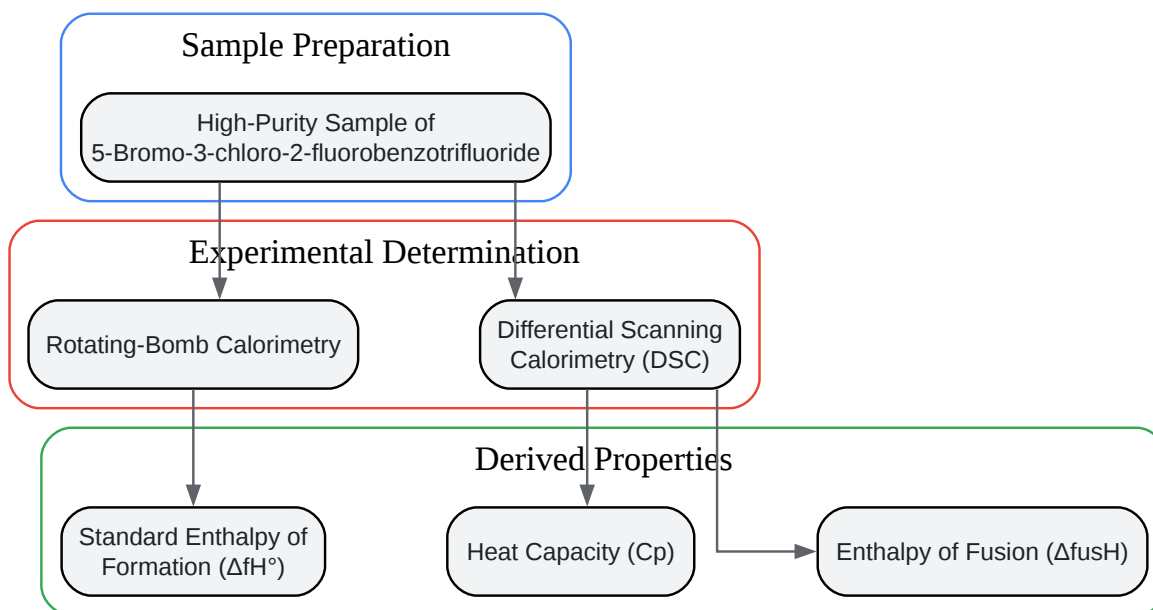 Sample Preparation
High-Purity Sample of
5-Bromo-3-chloro-2-fluorobenzotrifluoride
Experimental Determination
Rotating-Bomb Calorimetry
Differential Scanning
Calorimetry (DSC)
Derived Properties
Standard Enthalpy of
Formation (ΔfH°)
Heat Capacity (Cp)
Enthalpy of Fusion (ΔfusH)